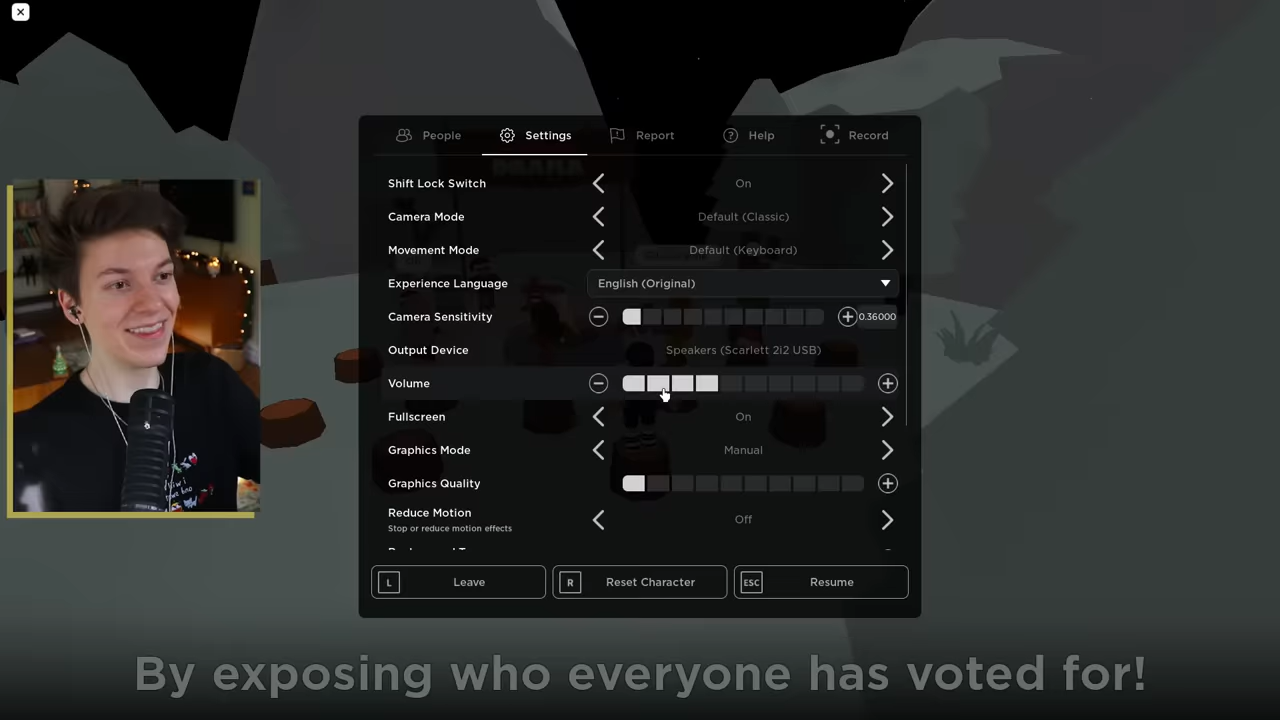 People
Settings
Report
Help
Record
Shift Lock Switch
On
Camera Mode
Default (Classic)
Movement Mode
Default (Keyboard)
Experience Language
English (Original)
Camera Sensitivity
0.36000
Output Device
Speakers (Scarlett 2i2 USB)
Volume
Fullscreen
On
Graphics Mode
Manual
Graphics Quality
Reduce Motion
Off
Stop or reduce motion effects
L
Leave
R
Reset Character
ESC
Resume
By exposing who everyone has voted for!